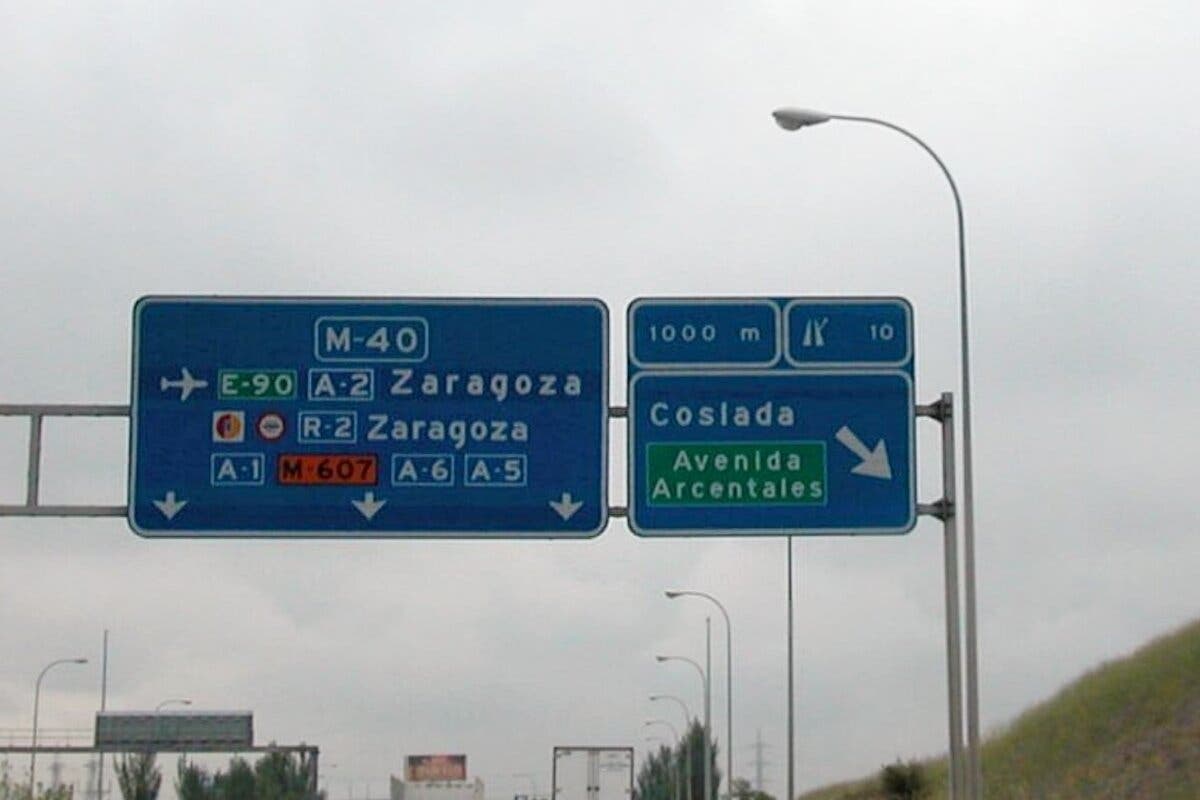 M-40
E-90 A-2 Zaragoza
R-2 Zaragoza
A-1 M-607 A-6 A-5
1000 m
10
Coslada
Avenida
Arcentales